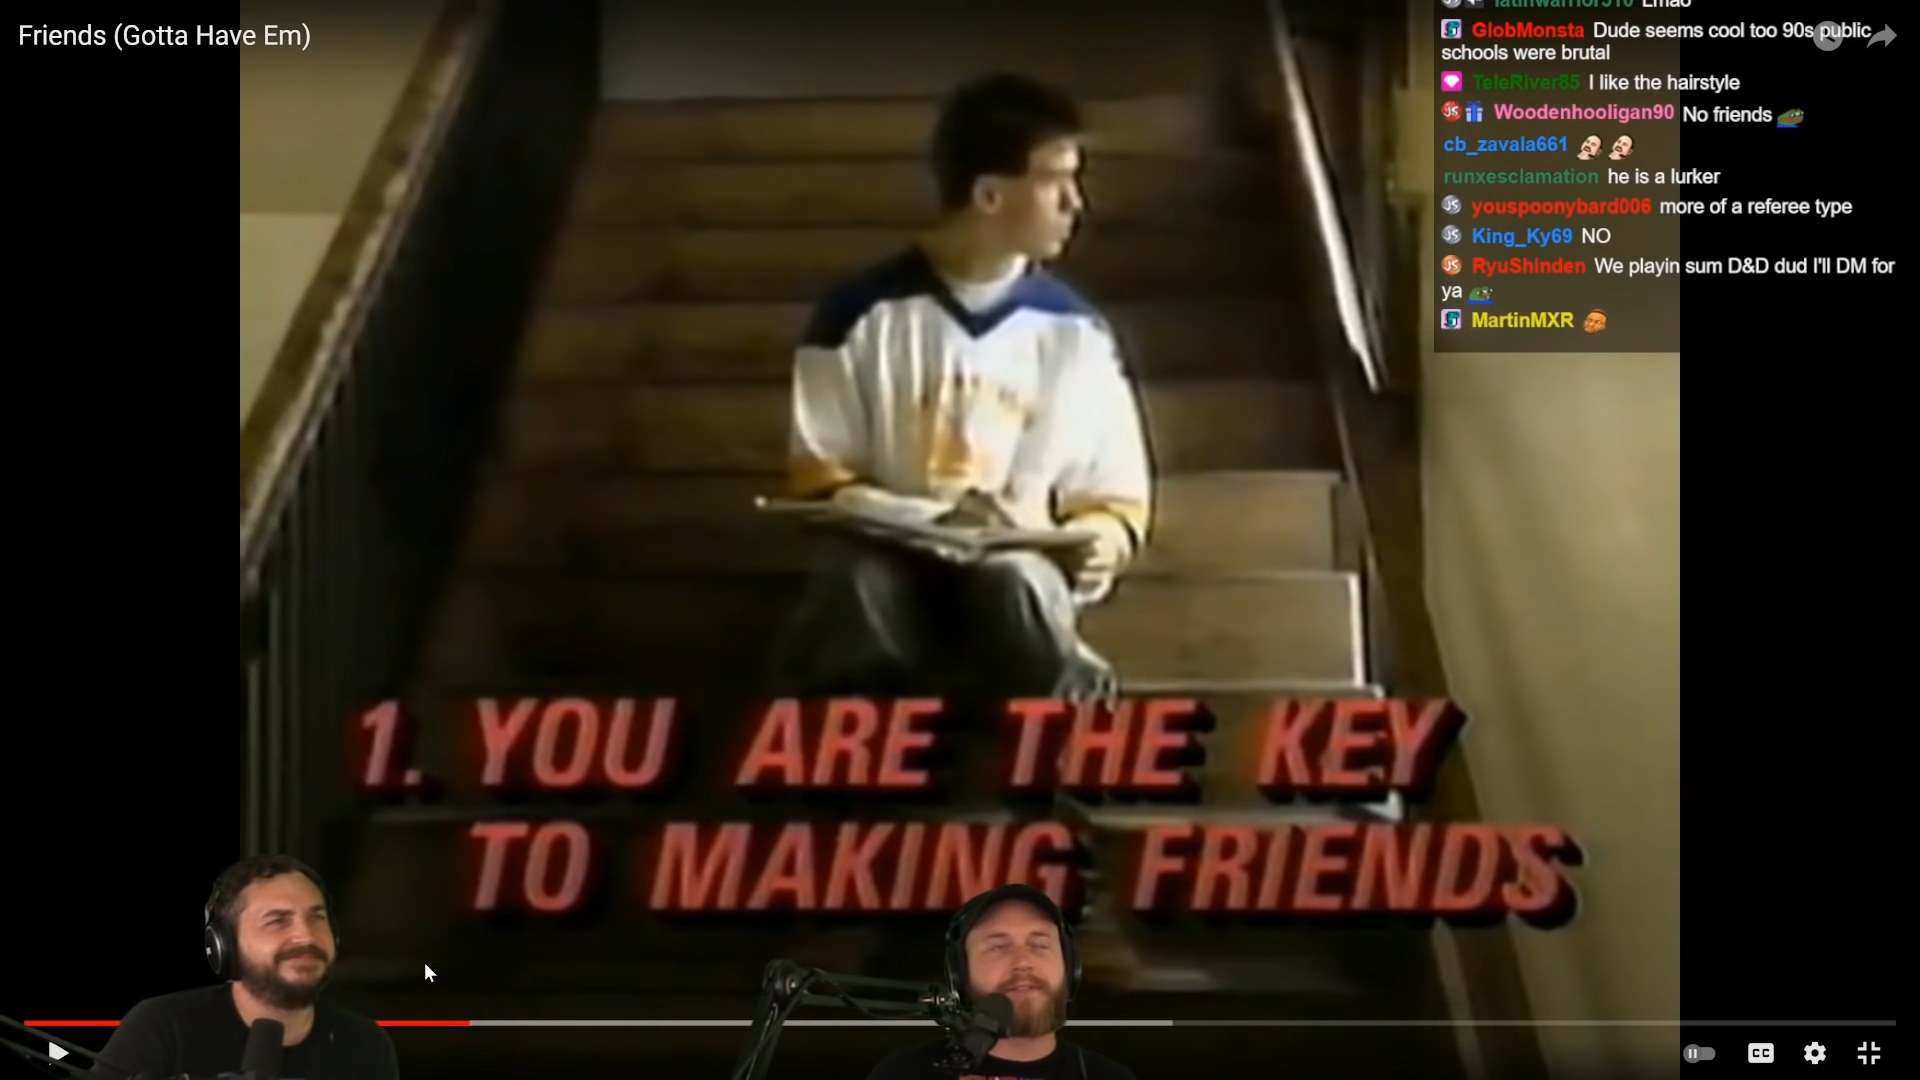 Friends (Gotta Have Em)
GlobMonsta Dude seems cool too 90s public
schools were brutal
TeleRiver85 I like the hairstyle
Woodenhooligan90 No friends
cb_zavala661
runxesclamation he is a lurker
youspoonybard006 more of a referee type
King_Ky69 NO
RyuShinden We playin sum D&D dud I'll DM for
ya
MartinMXR
1. YOU ARE THE KEY
TO MAKING FRIENDS
CC